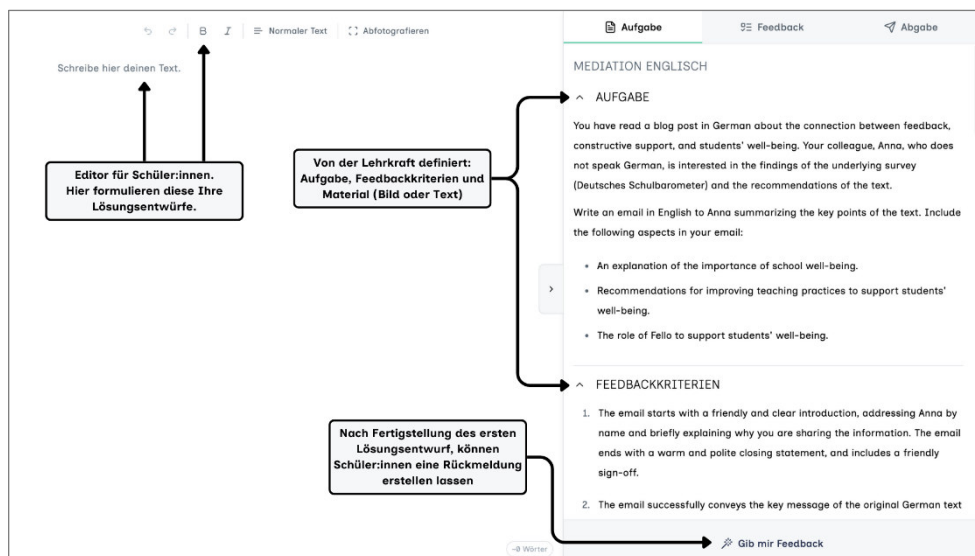 B I Normaler Text Abfotografieren
Schreibe hier deinen Text.
Editor für Schüler:innen.
Hier formulieren diese Ihre
Lösungsentwürfe.
Von der Lehrkraft definiert:
Aufgabe, Feedbackkriterien und
Material (Bild oder Text)
Nach Fertigstellung des ersten
Lösungsentwurf, können
Schüler:innen eine Rückmeldung
erstellen lassen
~0 Wörter
Aufgabe Feedback Abgabe
MEDIATION ENGLISCH
AUFGABE
You have read a blog post in German about the connection between feedback,
constructive support, and students' well-being. Your colleague, Anna, who does
not speak German, is interested in the findings of the underlying survey
(Deutsches Schulbarometer) and the recommendations of the text.
Write an email in English to Anna summarizing the key points of the text. Include
the following aspects in your email:
• An explanation of the importance of school well-being.
• Recommendations for improving teaching practices to support students'
well-being.
• The role of Fello to support students' well-being.
FEEDBACKKRITERIEN
1. The email starts with a friendly and clear introduction, addressing Anna by
name and briefly explaining why you are sharing the information. The email
ends with a warm and polite closing statement, and includes a friendly
sign-off.
2. The email successfully conveys the key message of the original German text
Gib mir Feedback